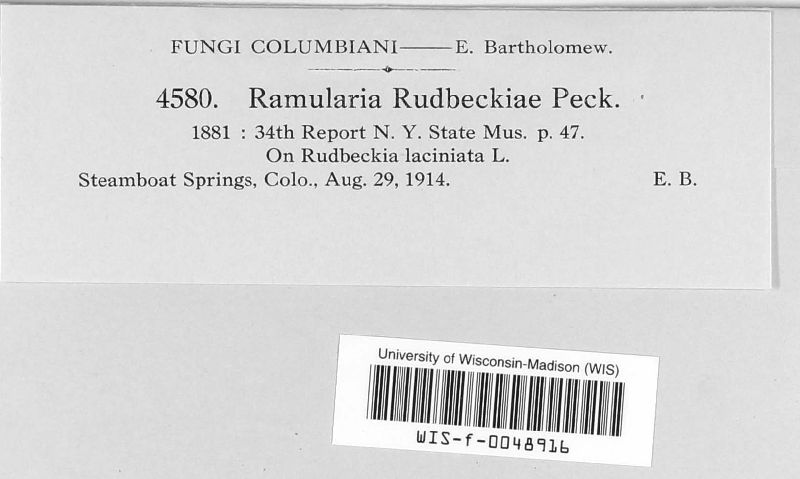 FUNGI COLUMBIANI——E. Bartholomew.
4580. Ramularia Rudbeckiae Peck.
1881 : 34th Report N. Y. State Mus. p. 47.
On Rudbeckia laciniata L.
Steamboat Springs, Colo., Aug. 29, 1914. E. B.
University of Wisconsin-Madison (WIS)
WIS-f-0048916